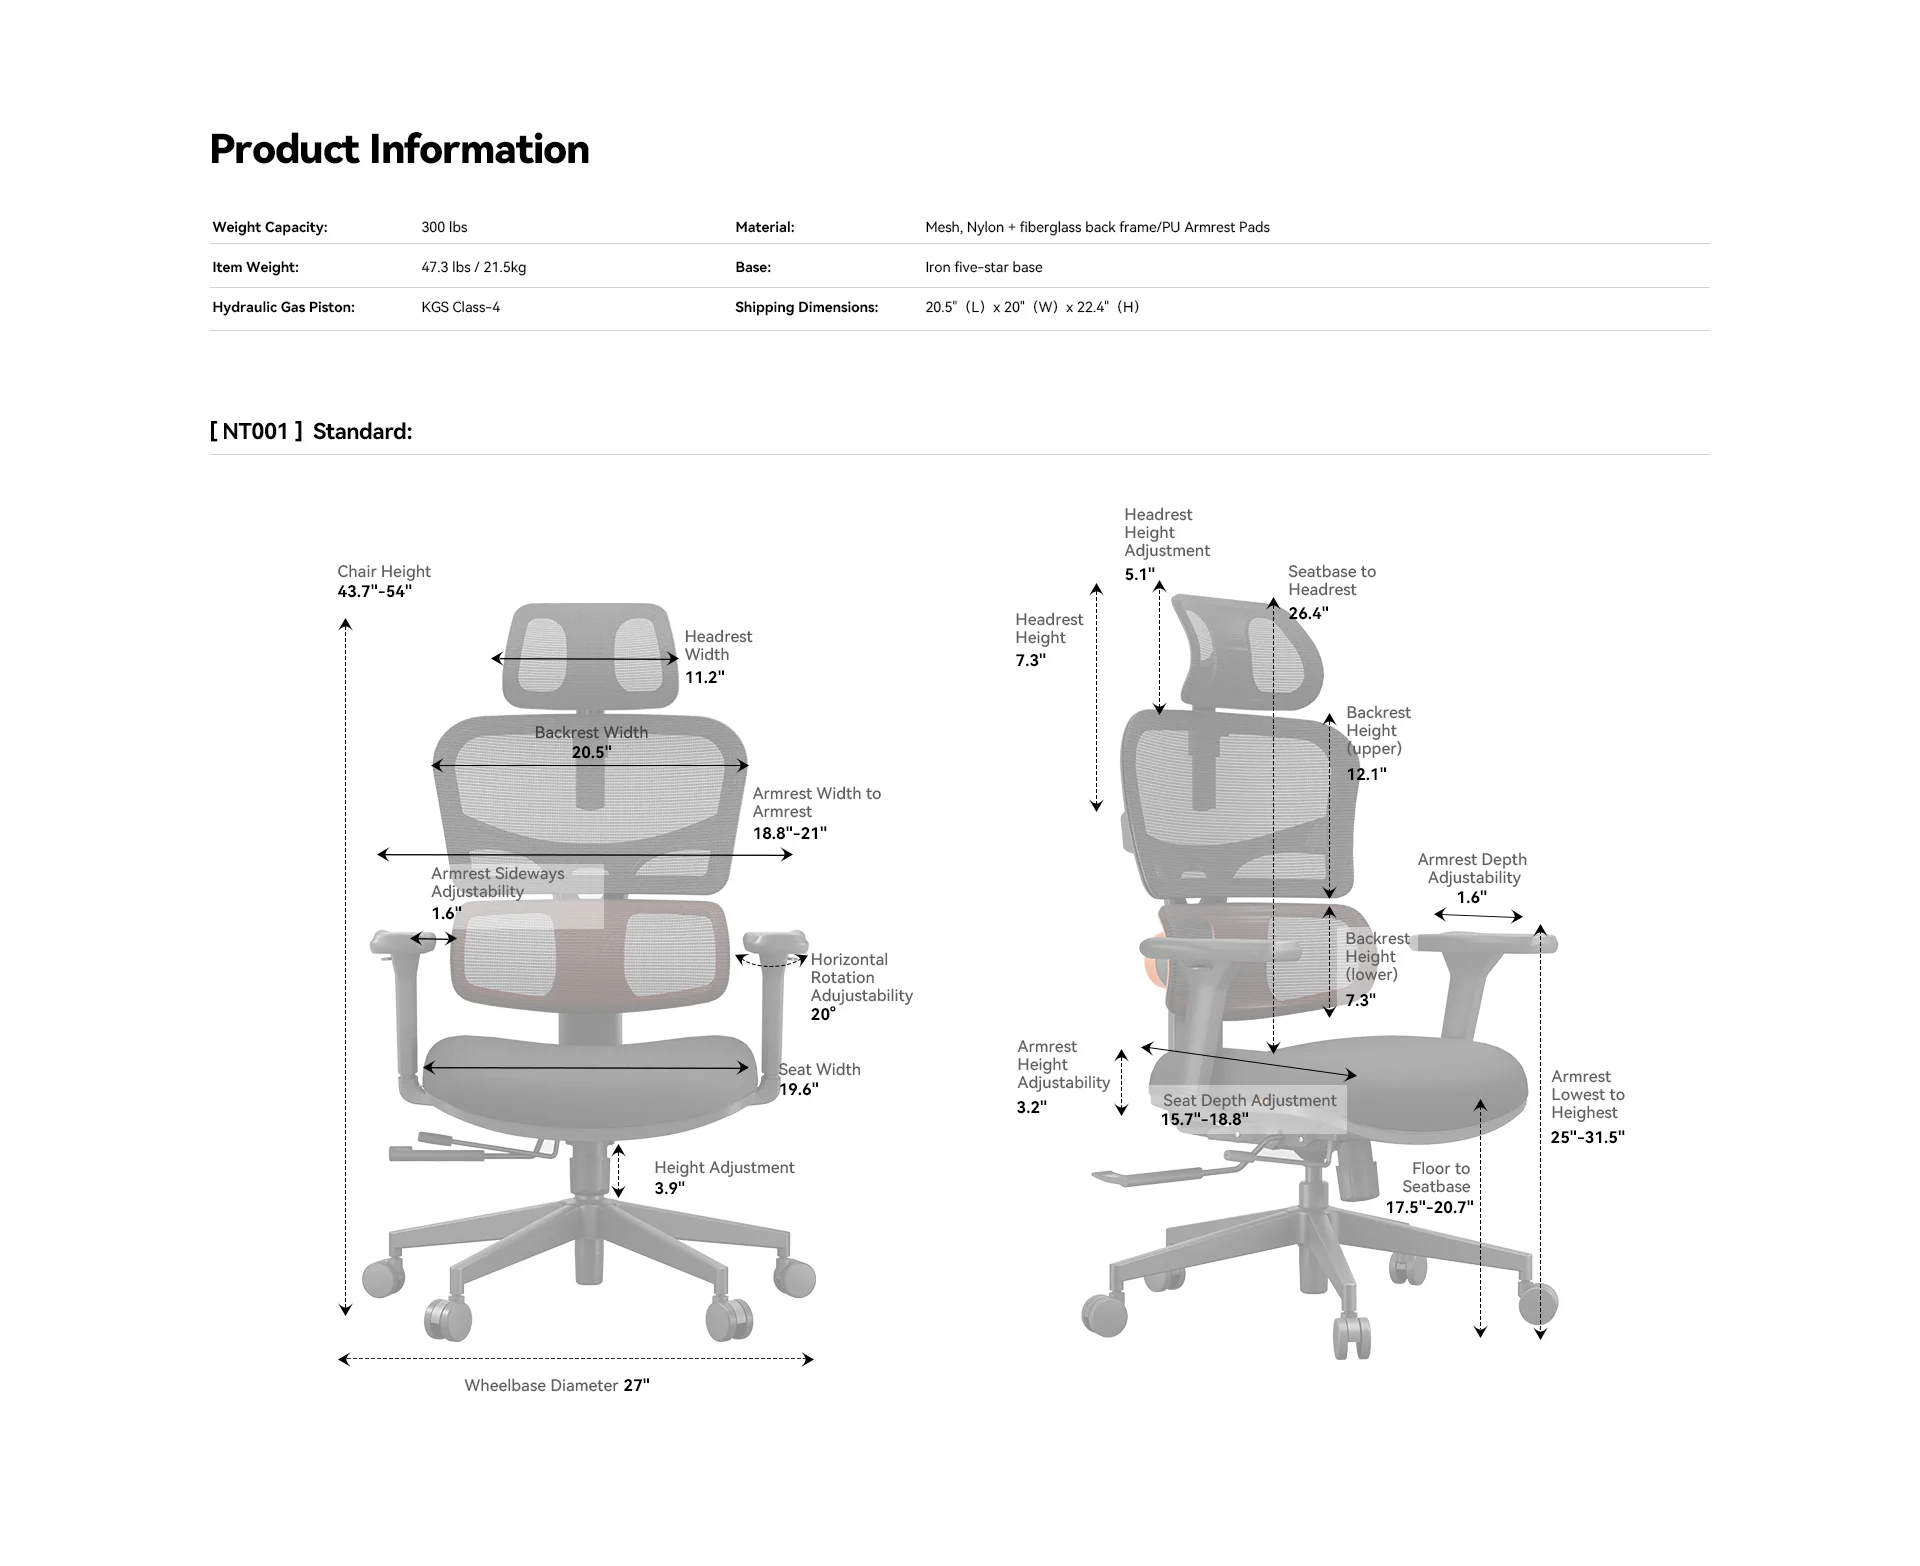 Product Information
Weight Capacity: 300 lbs Material: Mesh, Nylon + fiberglass back frame/PU Armrest Pads
Item Weight: 47.3 lbs / 21.5kg Base: Iron five-star base
Hydraulic Gas Piston: KGS Class-4 Shipping Dimensions: 20.5" (L) x 20" (W) x 22.4" (H)
[ NT001 ] Standard:
Chair Height
43.7"-54"
Headrest
Width
11.2"
Backrest Width
20.5"
Armrest Width to
Armrest
18.8"-21"
Armrest Sideways
Adjustability
1.6"
Horizontal
Rotation
Adujustability
20°
Seat Width
19.6"
Height Adjustment
3.9"
Wheelbase Diameter 27"
Headrest
Height
Adjustment
5.1"
Seatbase to
Headrest
26.4"
Headrest
Height
7.3"
Backrest
Height
(upper)
12.1"
Armrest Depth
Adjustability
1.6"
Backrest
Height
(lower)
7.3"
Armrest
Height
Adjustability
3.2"
Seat Depth Adjustment
15.7"-18.8"
Armrest
Lowest to
Heighest
25"-31.5"
Floor to
Seatbase
17.5"-20.7"